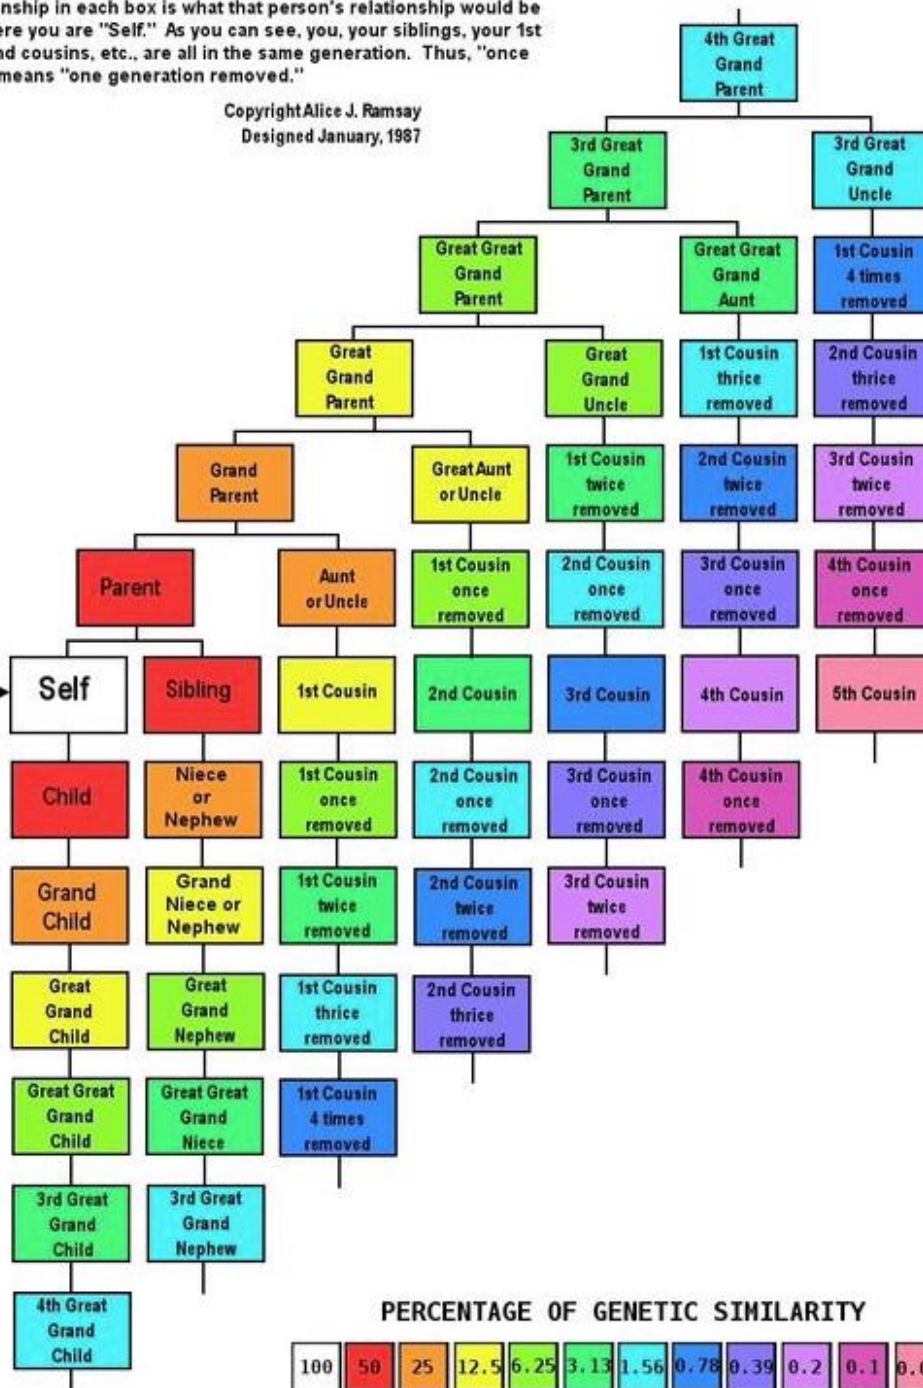 nship in each box is what that person's relationship would be
ere you are "Self." As you can see, you, your siblings, your 1st
nd cousins, etc., are all in the same generation. Thus, "once
means "one generation removed."
Copyright Alice J. Ramsay
Designed January, 1987
4th Great
Grand
Parent
3rd Great
Grand
Parent
3rd Great
Grand
Uncle
Great Great
Grand
Parent
Great Great
Grand
Aunt
1st Cousin
4 times
removed
Great
Grand
Parent
Great
Grand
Uncle
1st Cousin
thrice
removed
2nd Cousin
thrice
removed
Grand
Parent
Great Aunt
or Uncle
1st Cousin
twice
removed
2nd Cousin
twice
removed
3rd Cousin
twice
removed
Parent
Aunt
or Uncle
1st Cousin
once
removed
2nd Cousin
once
removed
3rd Cousin
once
removed
4th Cousin
once
removed
Self
Sibling
1st Cousin
2nd Cousin
3rd Cousin
4th Cousin
5th Cousin
Child
Niece
or
Nephew
1st Cousin
once
removed
2nd Cousin
once
removed
3rd Cousin
once
removed
4th Cousin
once
removed
Grand
Child
Grand
Niece or
Nephew
1st Cousin
twice
removed
2nd Cousin
twice
removed
3rd Cousin
twice
removed
Great
Grand
Child
Great
Grand
Nephew
1st Cousin
thrice
removed
2nd Cousin
thrice
removed
Great Great
Grand
Child
Great Great
Grand
Niece
1st Cousin
4 times
removed
3rd Great
Grand
Child
3rd Great
Grand
Nephew
4th Great
Grand
Child
PERCENTAGE OF GENETIC SIMILARITY
100 50 25 12.5 6.25 3.13 1.56 0.78 0.39 0.2 0.1 0.0